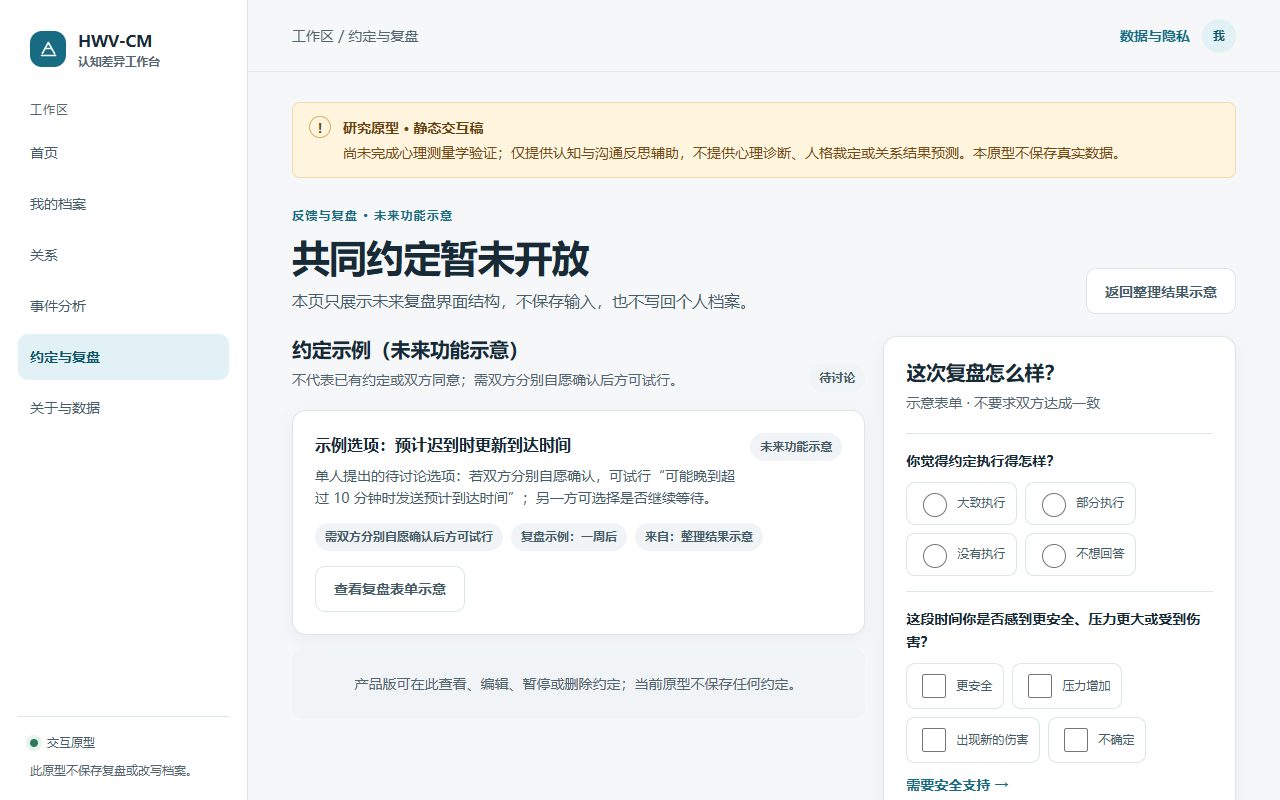 HWV-CM
认知差异工作台
工作区
首页
我的档案
关系
事件分析
约定与复盘
关于与数据
交互原型
此原型不保存复盘或改写档案。
工作区 / 约定与复盘
数据与隐私
我
!
研究原型 • 静态交互稿
尚未完成心理测量学验证；仅提供认知与沟通反思辅助，不提供心理诊断、人格裁定或关系结果预测。本原型不保存真实数据。
反馈与复盘 • 未来功能示意
共同约定暂未开放
本页只展示未来复盘界面结构，不保存输入，也不写回个人档案。
返回整理结果示意
约定示例（未来功能示意）
不代表已有约定或双方同意；需双方分别自愿确认后方可试行。
待讨论
示例选项：预计迟到时更新到达时间
未来功能示意
单人提出的待讨论选项：若双方分别自愿确认，可试行“可能晚到超
过 10 分钟时发送预计到达时间”；另一方可选择是否继续等待。
需双方分别自愿确认后方可试行
复盘示例：一周后
来自：整理结果示意
查看复盘表单示意
产品版可在此查看、编辑、暂停或删除约定；当前原型不保存任何约定。
这次复盘怎么样？
示意表单 · 不要求双方达成一致
你觉得约定执行得怎样？
大致执行
部分执行
没有执行
不想回答
这段时间你是否感到更安全、压力更大或受到伤
害？
更安全
压力增加
出现新的伤害
不确定
需要安全支持 →